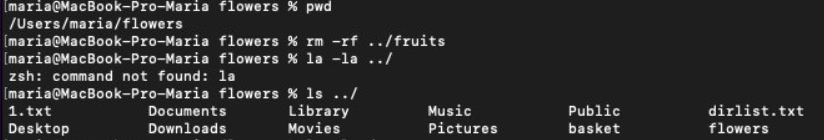 [maria@MacBook-Pro-Maria flowers % pwd
/Users/maria/flowers
[maria@MacBook-Pro-Maria flowers % rm -rf ../fruits
[maria@MacBook-Pro-Maria flowers % la -la ../
zsh: command not found: la
[maria@MacBook-Pro-Maria flowers % ls ../
1.txt Documents Library Music Public dirlist.txt
Desktop Downloads Movies Pictures basket flowers